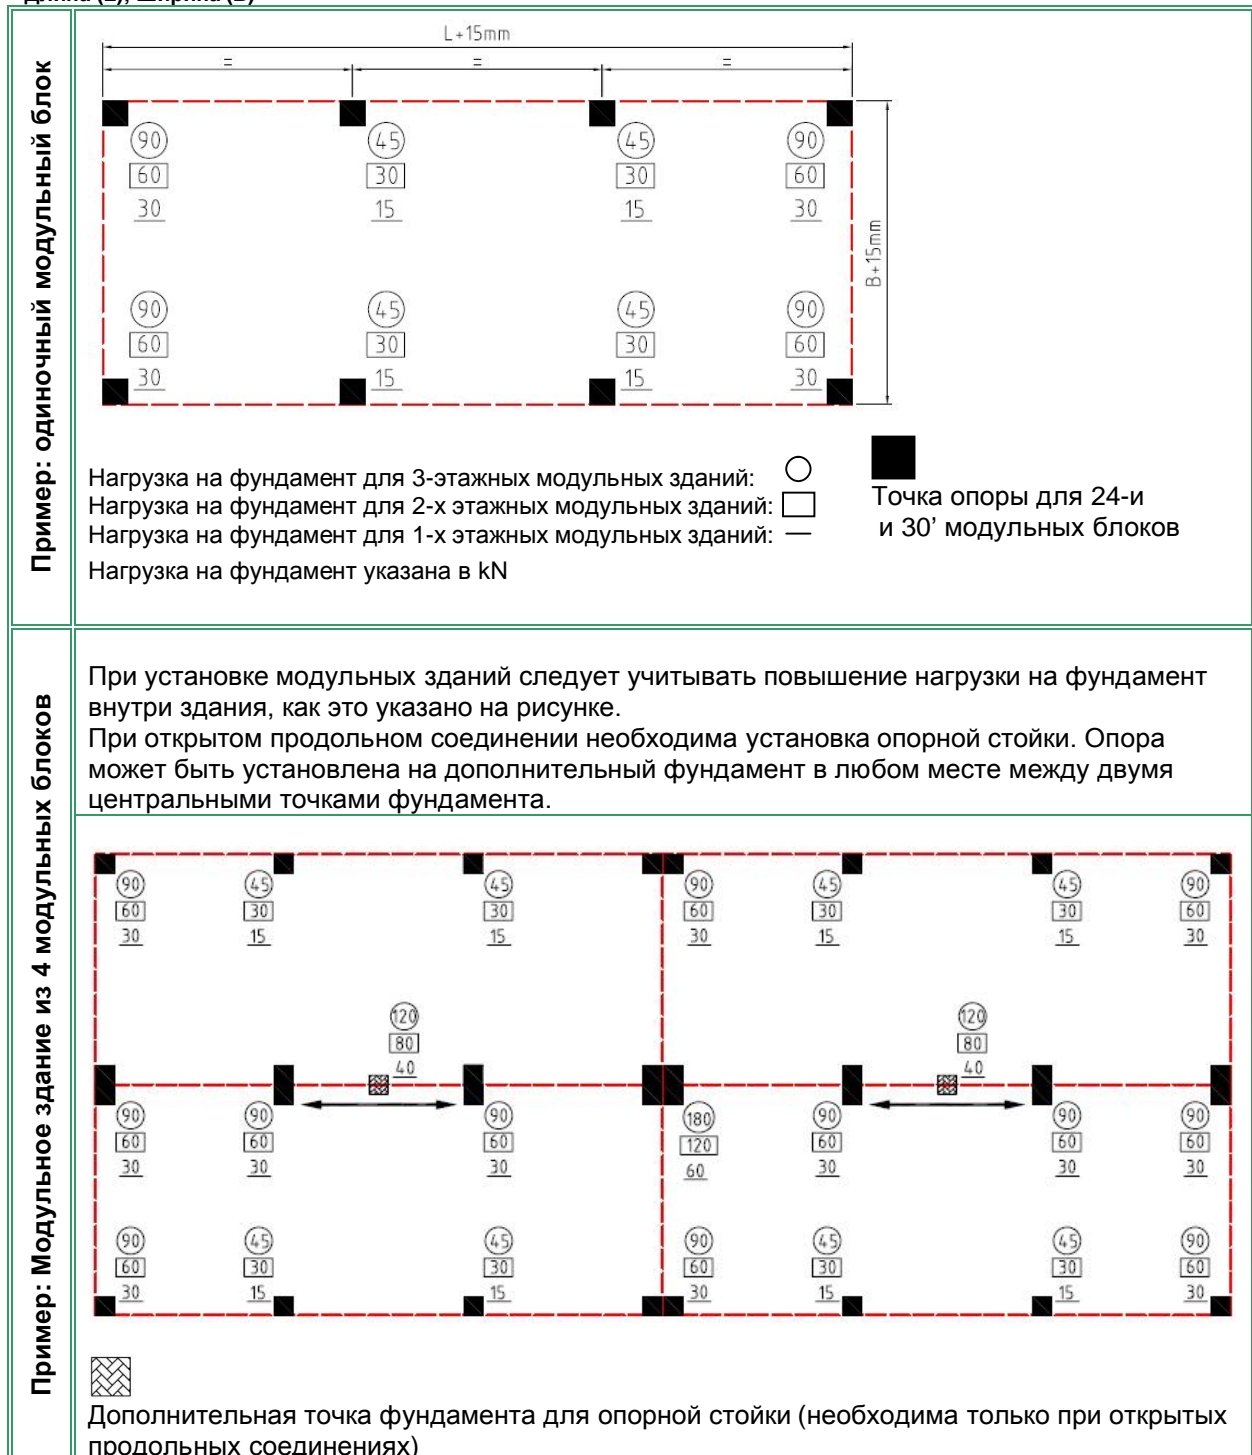 Длина (L), Ширина (B)
Пример: одиночный модульный блок
L+15mm
= = =
90 45 45 90
60 30 30 60
30 15 15 30
B+15mm
90 45 45 90
60 30 30 60
30 15 15 30
Нагрузка на фундамент для 3-этажных модульных зданий:
Нагрузка на фундамент для 2-х этажных модульных зданий:
Нагрузка на фундамент для 1-х этажных модульных зданий:
Нагрузка на фундамент указана в kN
Точка опоры для 24-и
и 30’ модульных блоков
Пример: Модульное здание из 4 модульных блоков
При установке модульных зданий следует учитывать повышение нагрузки на фундамент
внутри здания, как это указано на рисунке.
При открытом продольном соединении необходима установка опорной стойки. Опора
может быть установлена на дополнительный фундамент в любом месте между двумя
центральными точками фундамента.
90 45 45 90 45 45 90
60 30 30 60 30 30 60
30 15 15 30 15 15 30
120 120
80 80
40 40
90 90 90 180 90 90 90
60 60 60 120 60 60 60
30 30 30 60 30 30 30
90 45 45 90 45 45 90
60 30 30 60 30 30 60
30 15 15 30 15 15 30
Дополнительная точка фундамента для опорной стойки (необходима только при открытых
продольных соединениях)